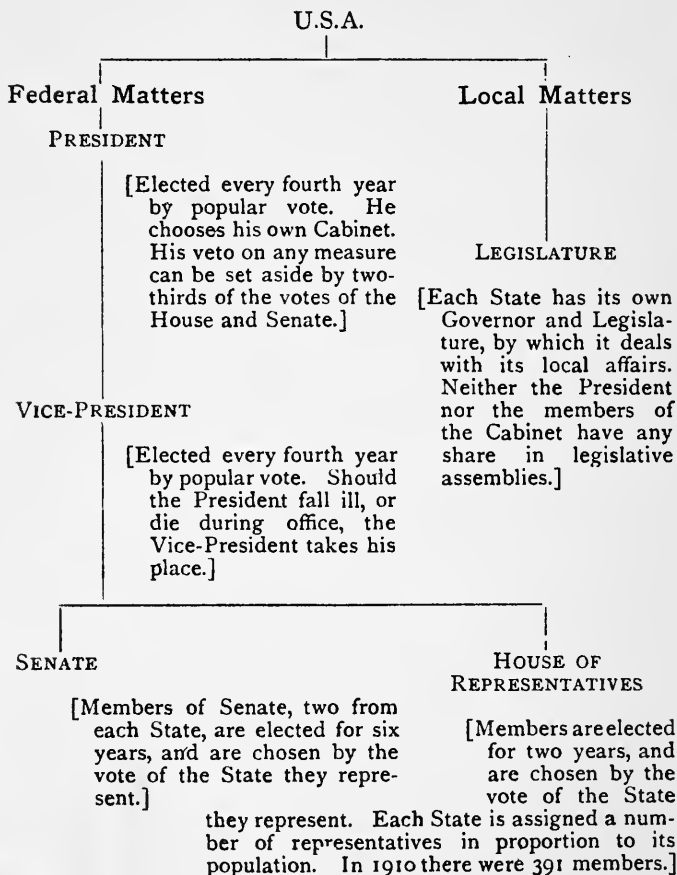 U.S.A.
Federal Matters
PRESIDENT
[Elected every fourth year
by popular vote. He
chooses his own Cabinet.
His veto on any measure
can be set aside by two-
thirds of the votes of the
House and Senate.]
VICE-PRESIDENT
[Elected every fourth year
by popular vote. Should
the President fall ill, or
die during office, the
Vice-President takes his
place.]
Local Matters
LEGISLATURE
[Each State has its own
Governor and Legisla-
ture, by which it deals
with its local affairs.
Neither the President
nor the members of
the Cabinet have any
share in legislative
assemblies.]
SENATE
[Members of Senate, two from
each State, are elected for six
years, and are chosen by the
vote of the State they repre-
sent.]
HOUSE OF
REPRESENTATIVES
[Members are elected
for two years, and
are chosen by the
vote of the State
they represent. Each State is assigned a num-
ber of representatives in proportion to its
population. In 1910 there were 391 members.]